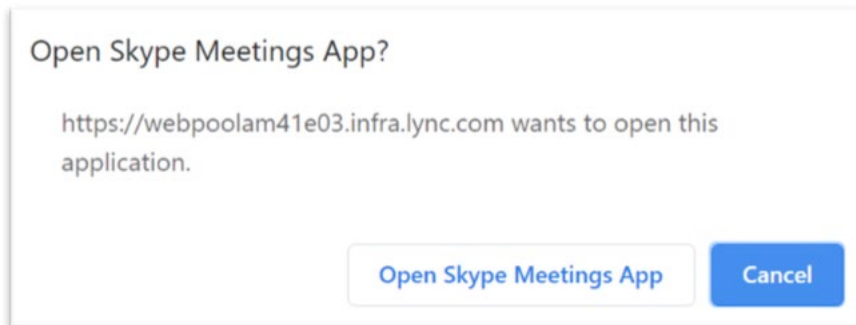 Open Skype Meetings App?
https://webpoolam41e03.infra.lync.com wants to open this
application.
Open Skype Meetings App
Cancel